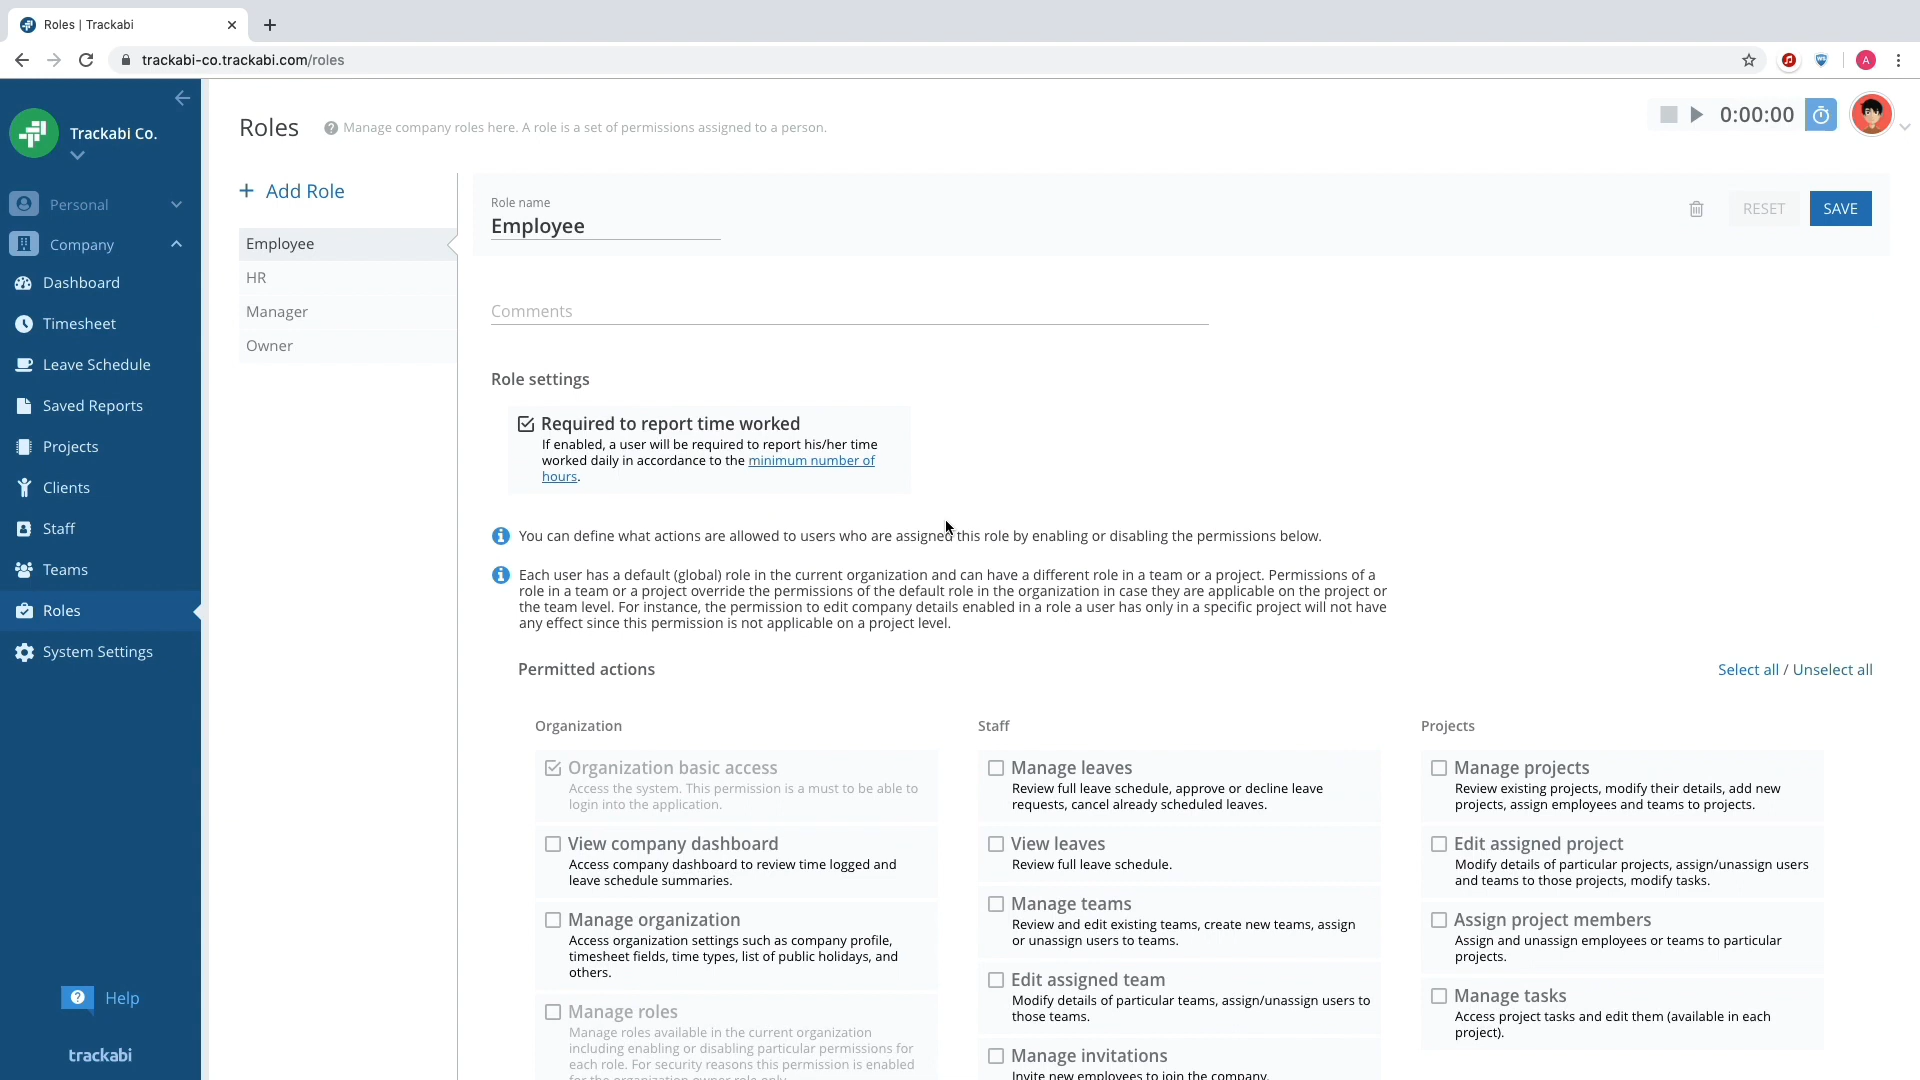 Roles | Trackabi
trackabi-co.trackabi.com/roles
A
Trackabi Co.
Personal
Company
Dashboard
Timesheet
Leave Schedule
Saved Reports
Projects
Clients
Staff
Teams
Roles
System Settings
Help
trackabi
Roles
Manage company roles here. A role is a set of permissions assigned to a person.
0:00:00
+ Add Role
Employee
HR
Manager
Owner
Role name
Employee
RESET
SAVE
Comments
Role settings
Required to report time worked
If enabled, a user will be required to report his/her time
worked daily in accordance to the minimum number of
hours.
You can define what actions are allowed to users who are assigned this role by enabling or disabling the permissions below.
Each user has a default (global) role in the current organization and can have a different role in a team or a project. Permissions of a
role in a team or a project override the permissions of the default role in the organization in case they are applicable on the project or
the team level. For instance, the permission to edit company details enabled in a role a user has only in a specific project will not have
any effect since this permission is not applicable on a project level.
Permitted actions
Select all / Unselect all
Organization
Organization basic access
Access the system. This permission is a must to be able to
login into the application.
View company dashboard
Access company dashboard to review time logged and
leave schedule summaries.
Manage organization
Access organization settings such as company profile,
timesheet fields, time types, list of public holidays, and
others.
Manage roles
Manage roles available in the current organization
including enabling or disabling particular permissions for
each role. For security reasons this permission is enabled
for the organization owner role only.
Staff
Manage leaves
Review full leave schedule, approve or decline leave
requests, cancel already scheduled leaves.
View leaves
Review full leave schedule.
Manage teams
Review and edit existing teams, create new teams, assign
or unassign users to teams.
Edit assigned team
Modify details of particular teams, assign/unassign users to
those teams.
Manage invitations
Invite new employees to join the company.
Projects
Manage projects
Review existing projects, modify their details, add new
projects, assign employees and teams to projects.
Edit assigned project
Modify details of particular projects, assign/unassign users
and teams to those projects, modify tasks.
Assign project members
Assign and unassign employees or teams to particular
projects.
Manage tasks
Access project tasks and edit them (available in each
project).